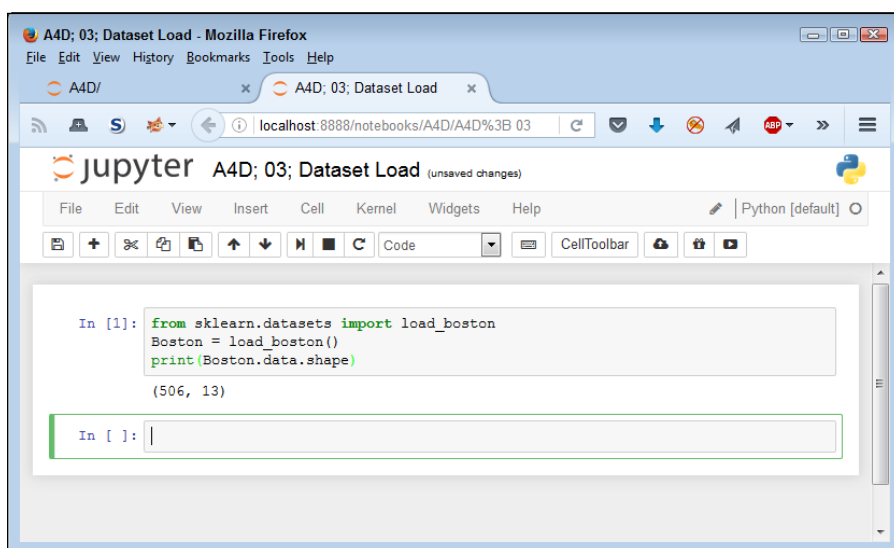 A4D; 03; Dataset Load - Mozilla Firefox
File Edit View History Bookmarks Tools Help
A4D/ × A4D; 03; Dataset Load ×
S) i localhost:8888/notebooks/A4D/A4D%3B 03 ABP »
jupyter A4D; 03; Dataset Load (unsaved changes)
File Edit View Insert Cell Kernel Widgets Help Python [default]
Code CellToolbar
In [1]: from sklearn.datasets import load_boston
Boston = load_boston()
print(Boston.data.shape)
(506, 13)
In [ ]: